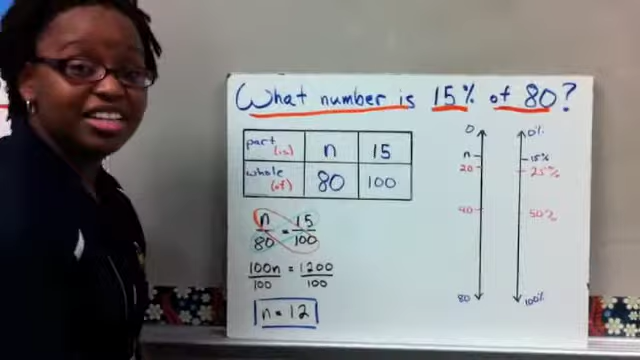 What number is 15% of 80?
part (is) n 15
whole (of) 80 100
n/80 = 15/100
100n/100 = 1200/100
n = 12
0 0%
n 15%
20 25%
40 50%
80 100%